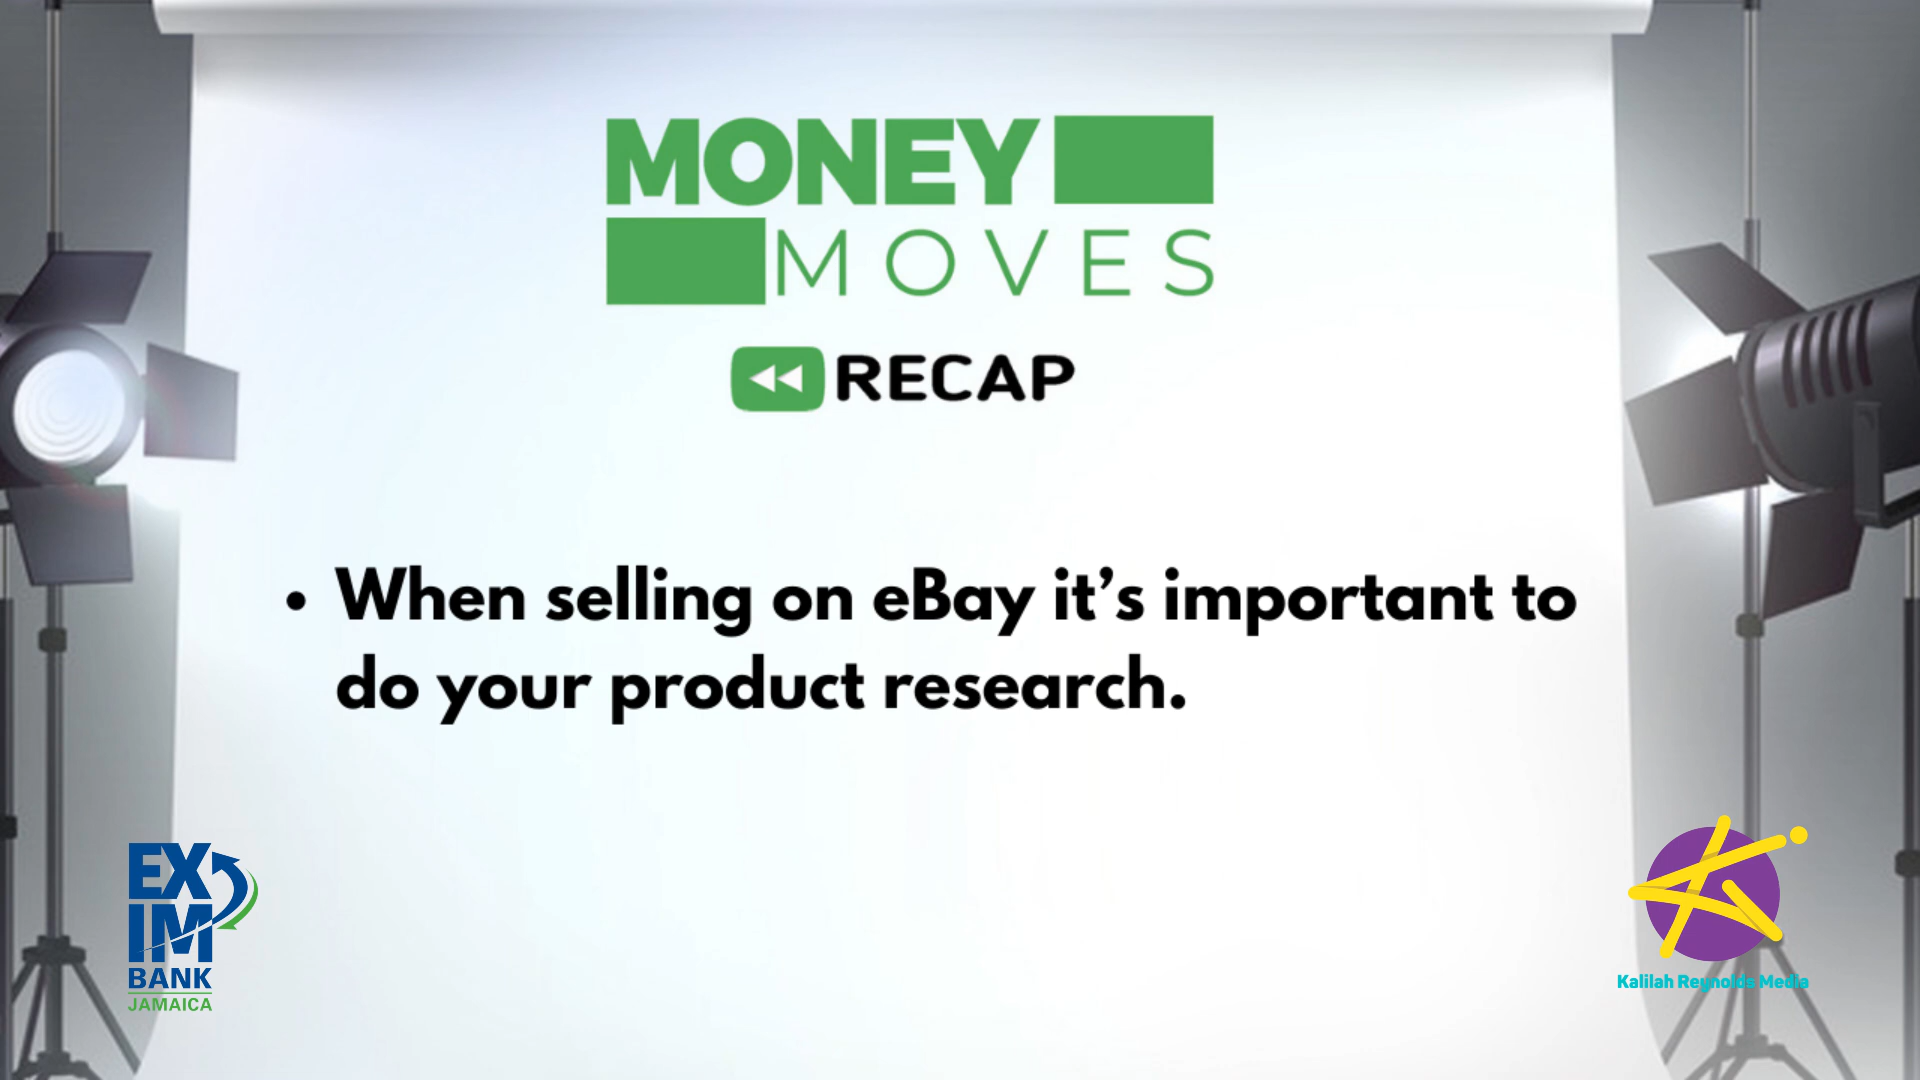 MONEY
MOVES
RECAP
• When selling on eBay it’s important to
do your product research.
EX
IM
BANK
JAMAICA
Kalilah Reynolds Media